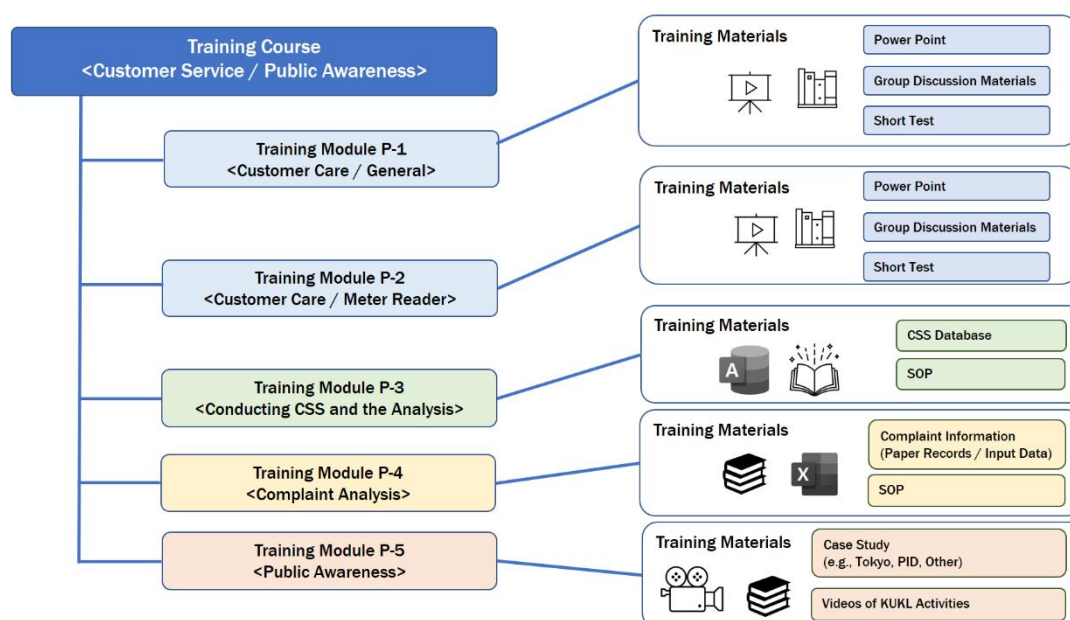 Training Course
<Customer Service / Public Awareness>
Training Module P-1
<Customer Care / General>
Training Materials
Power Point
Group Discussion Materials
Short Test
Training Module P-2
<Customer Care / Meter Reader>
Training Materials
Power Point
Group Discussion Materials
Short Test
Training Module P-3
<Conducting CSS and the Analysis>
Training Materials
A
CSS Database
SOP
Training Module P-4
<Complaint Analysis>
Training Materials
X
Complaint Information
(Paper Records / Input Data)
SOP
Training Module P-5
<Public Awareness>
Training Materials
Case Study
(e.g., Tokyo, PID, Other)
Videos of KUKL Activities